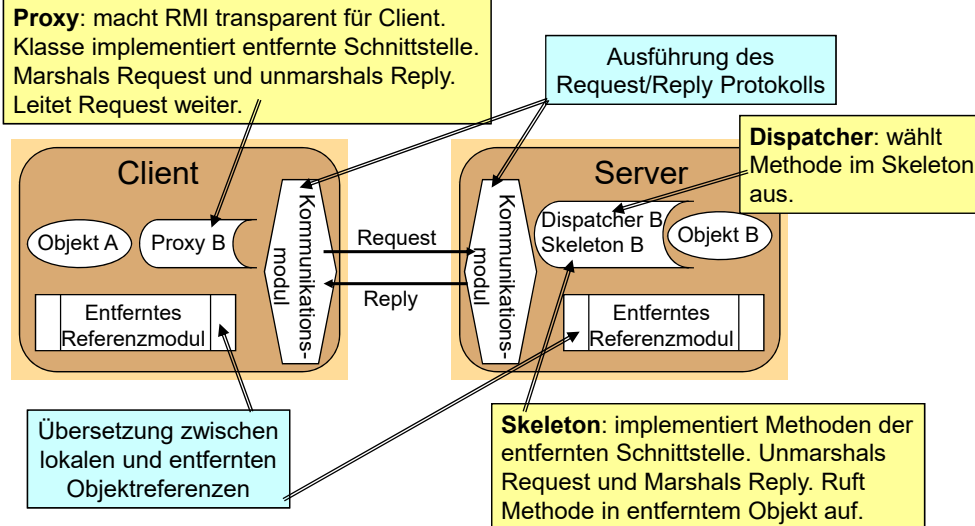 Proxy: macht RMI transparent für Client.
Klasse implementiert entfernte Schnittstelle.
Marshals Request und unmarshals Reply.
Leitet Request weiter.
Ausführung des
Request/Reply Protokolls
Dispatcher: wählt
Methode im Skeleton
aus.
Client
Objekt A
Proxy B
Kommmunikations-
modul
Entferntes
Referenzmodul
Request
Reply
Server
Kommmunikations-
modul
Dispatcher B
Skeleton B
Objekt B
Entferntes
Referenzmodul
Übersetzung zwischen
lokalen und entfernten
Objektreferenzen
Skeleton: implementiert Methoden der
entfernten Schnittstelle. Unmarshals
Request und Marshals Reply. Ruft
Methode in entferntem Objekt auf.